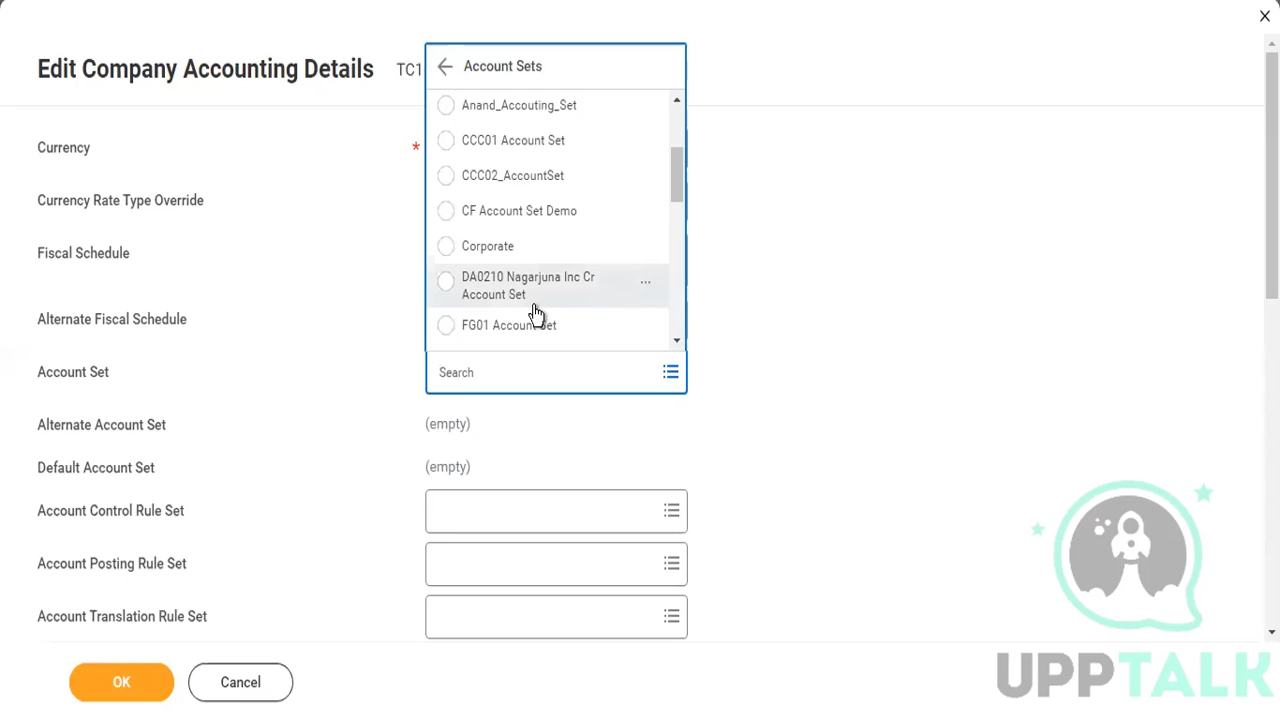 X
Edit Company Accounting Details TC1
Account Sets
Anand_Accouting_Set
CCC01 Account Set
CCC02_AccountSet
CF Account Set Demo
Corporate
DA0210 Nagarjuna Inc Cr
Account Set
...
FG01 Account Set
Search
Currency *
Currency Rate Type Override
Fiscal Schedule
Alternate Fiscal Schedule
Account Set
Alternate Account Set (empty)
Default Account Set (empty)
Account Control Rule Set
Account Posting Rule Set
Account Translation Rule Set
OK Cancel
UPPTALK